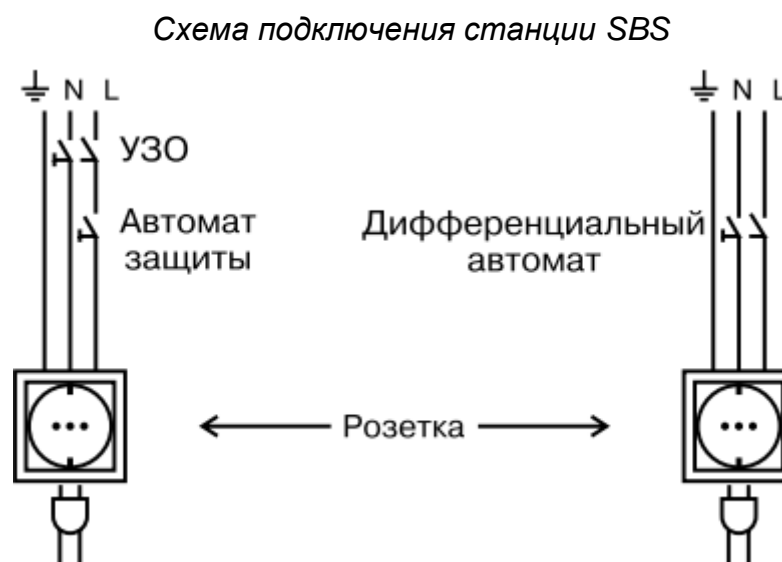 Схема подключения станции SBS
N L
N L
УЗО
Автомат
защиты
Дифференциальный
автомат
Розетка